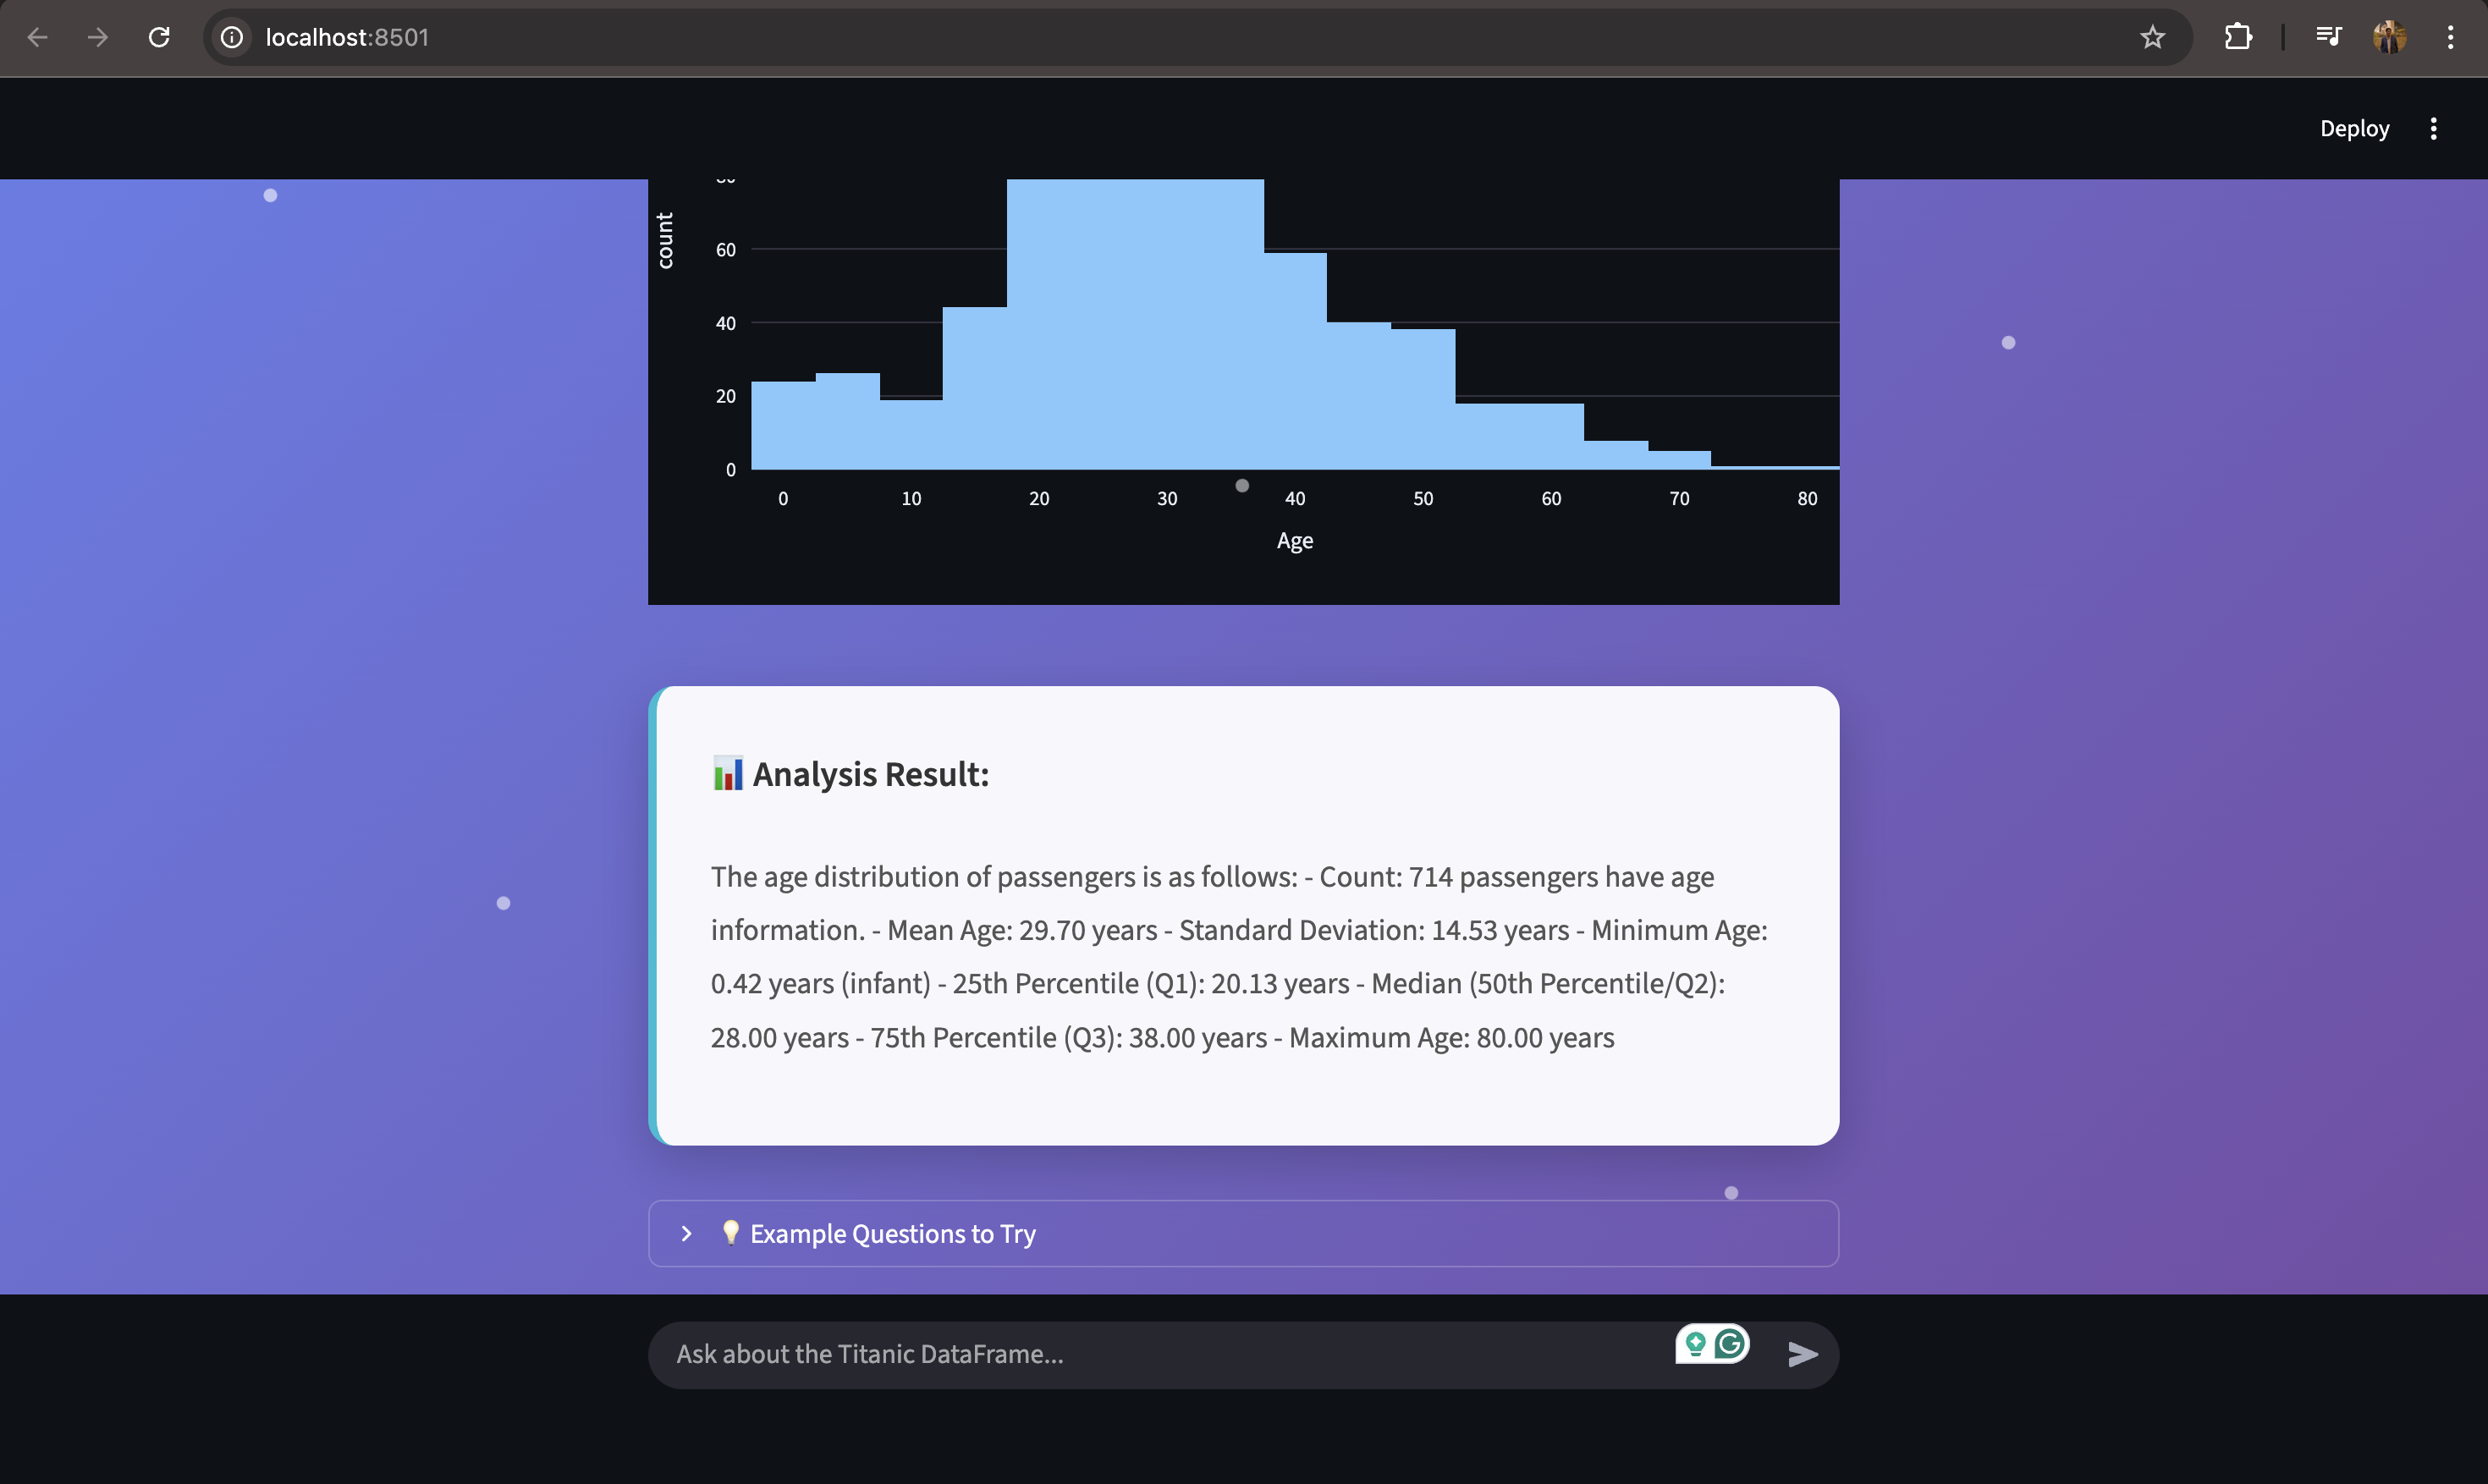 localhost:8501
Deploy
count
60
40
20
0
0 10 20 30 40 50 60 70 80
Age
📊 Analysis Result:
The age distribution of passengers is as follows: - Count: 714 passengers have age
information. - Mean Age: 29.70 years - Standard Deviation: 14.53 years - Minimum Age:
0.42 years (infant) - 25th Percentile (Q1): 20.13 years - Median (50th Percentile/Q2):
28.00 years - 75th Percentile (Q3): 38.00 years - Maximum Age: 80.00 years
💡 Example Questions to Try
Ask about the Titanic DataFrame...